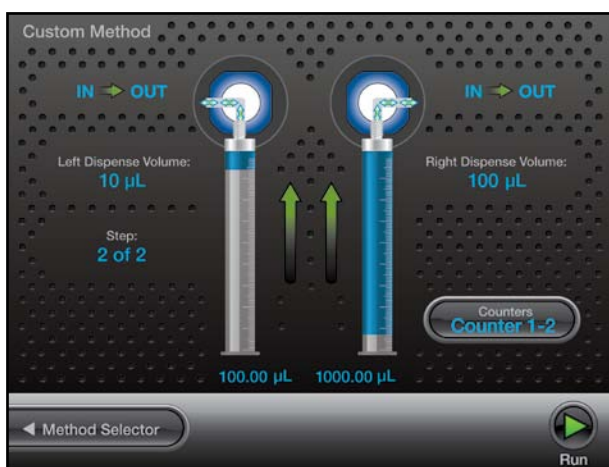 Custom Method
IN OUT
IN OUT
Left Dispense Volume:
10 µL
Right Dispense Volume:
100 µL
Step:
2 of 2
Counters
Counter 1-2
100.00 µL
1000.00 µL
Method Selector
Run